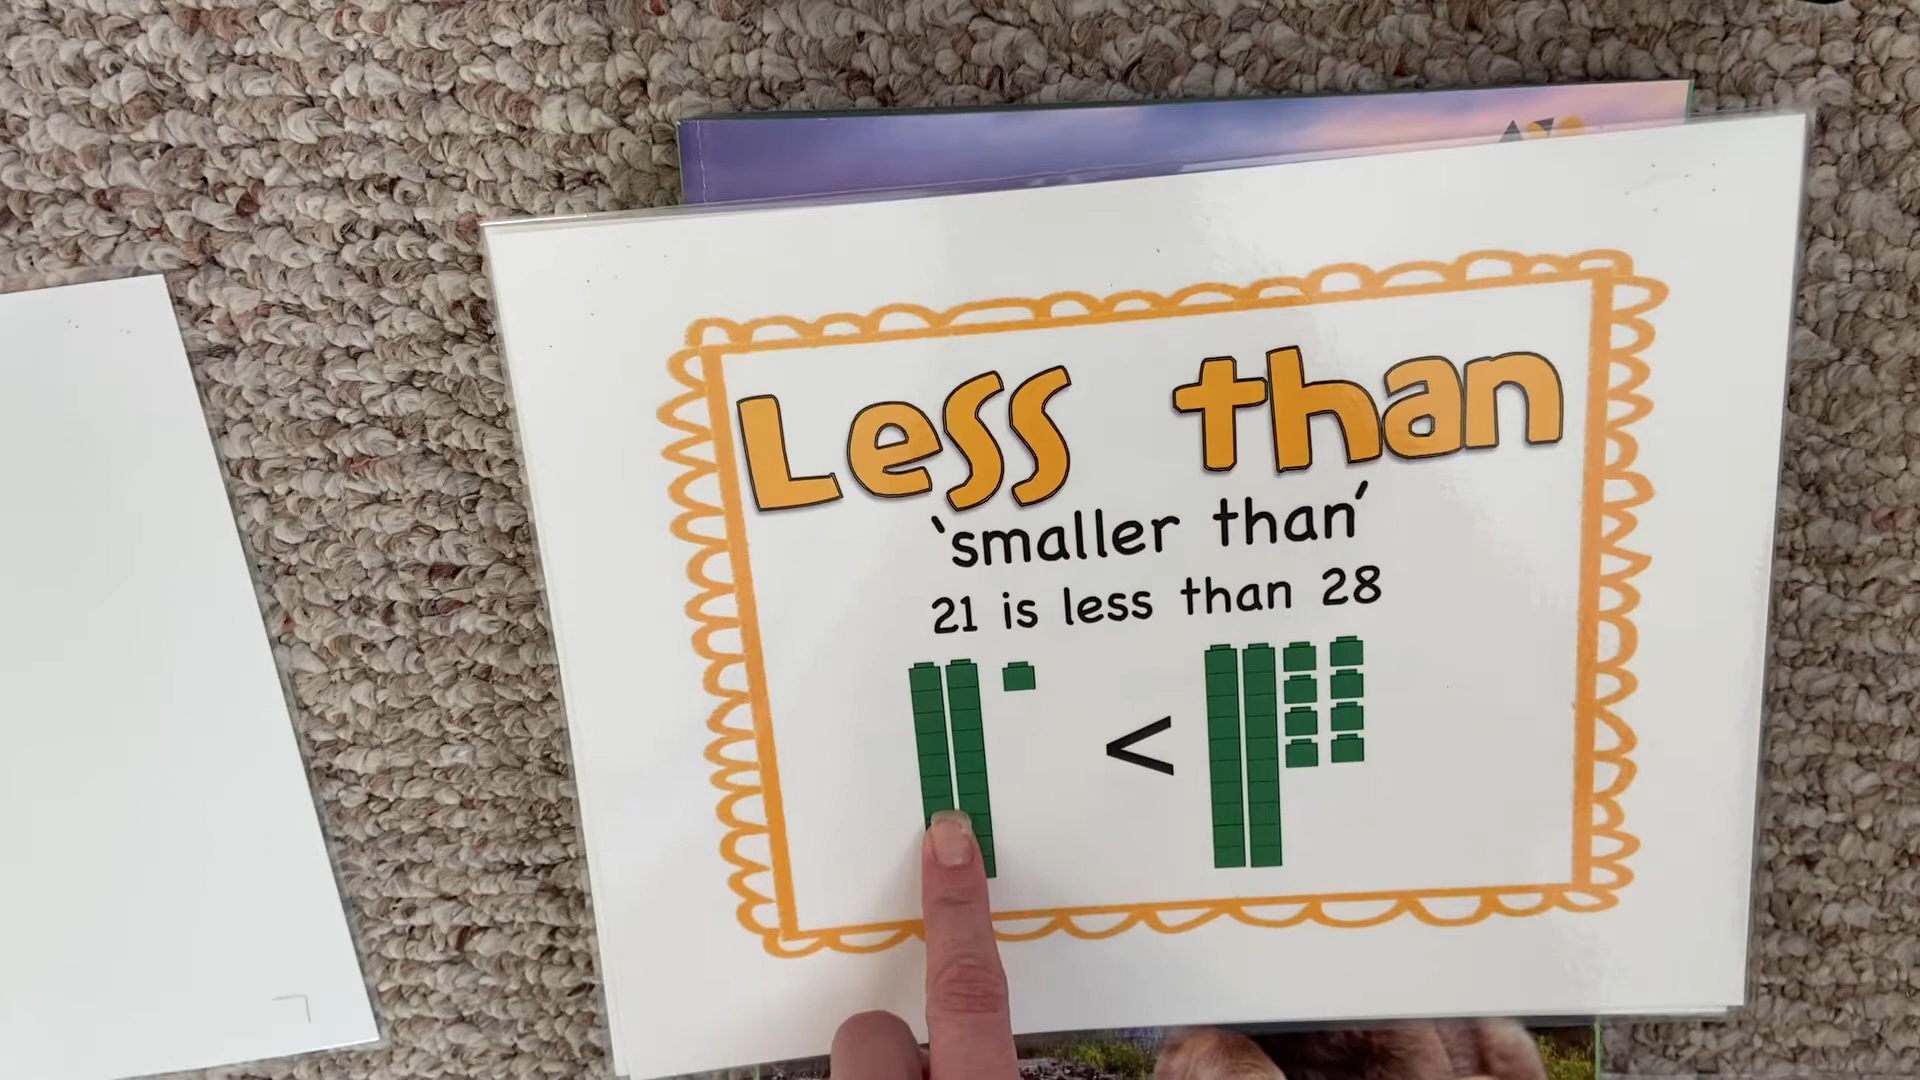 Less than
‘smaller than’
21 is less than 28
<